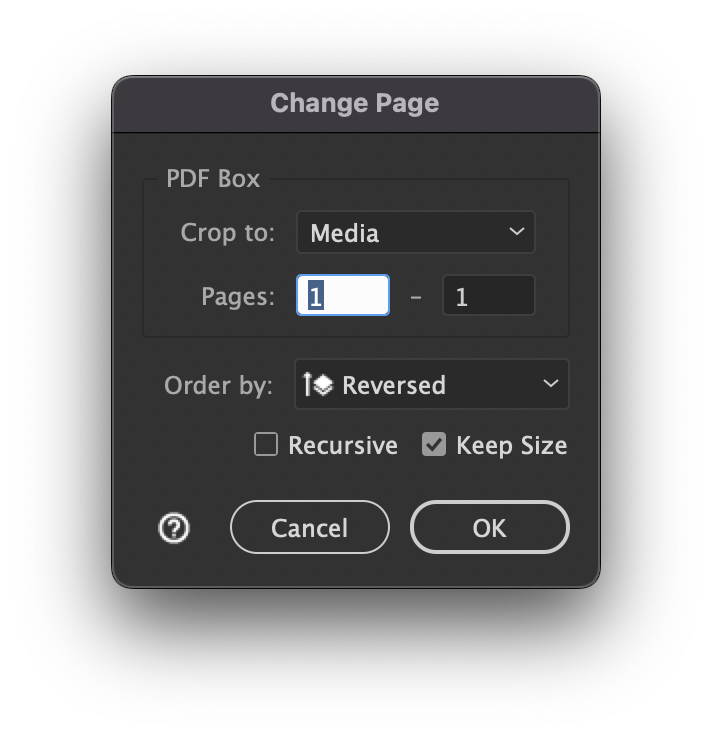 Change Page
PDF Box
Crop to: Media
Pages: 1 - 1
Order by: Reversed
Recursive Keep Size
? Cancel OK